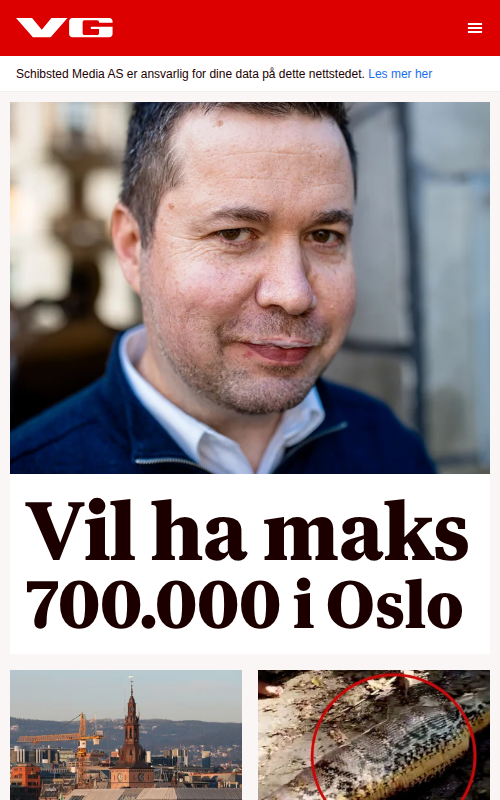 VG
Schibsted Media AS er ansvarlig for dine data på dette nettstedet. Les mer her
Vil ha maks
700.000 i Oslo